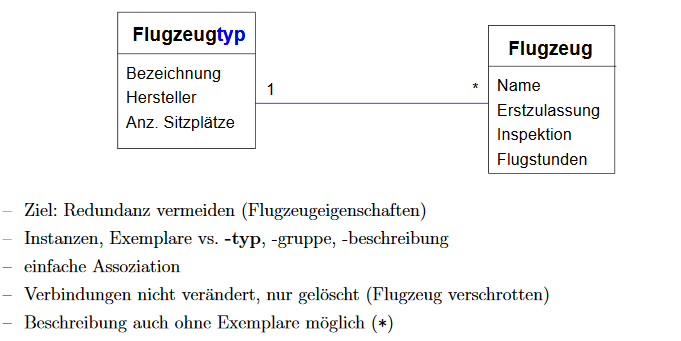 Flugzeugtyp
Bezeichnung
Hersteller
Anz. Sitzplätze
1
*
Flugzeug
Name
Erstzulassung
Inspektion
Flugstunden
– Ziel: Redundanz vermeiden (Flugzeugeigenschaften)
– Instanzen, Exemplare vs. -typ, -gruppe, -beschreibung
– einfache Assoziation
– Verbindungen nicht verändert, nur gelöscht (Flugzeug verschrotten)
– Beschreibung auch ohne Exemplare möglich (*)